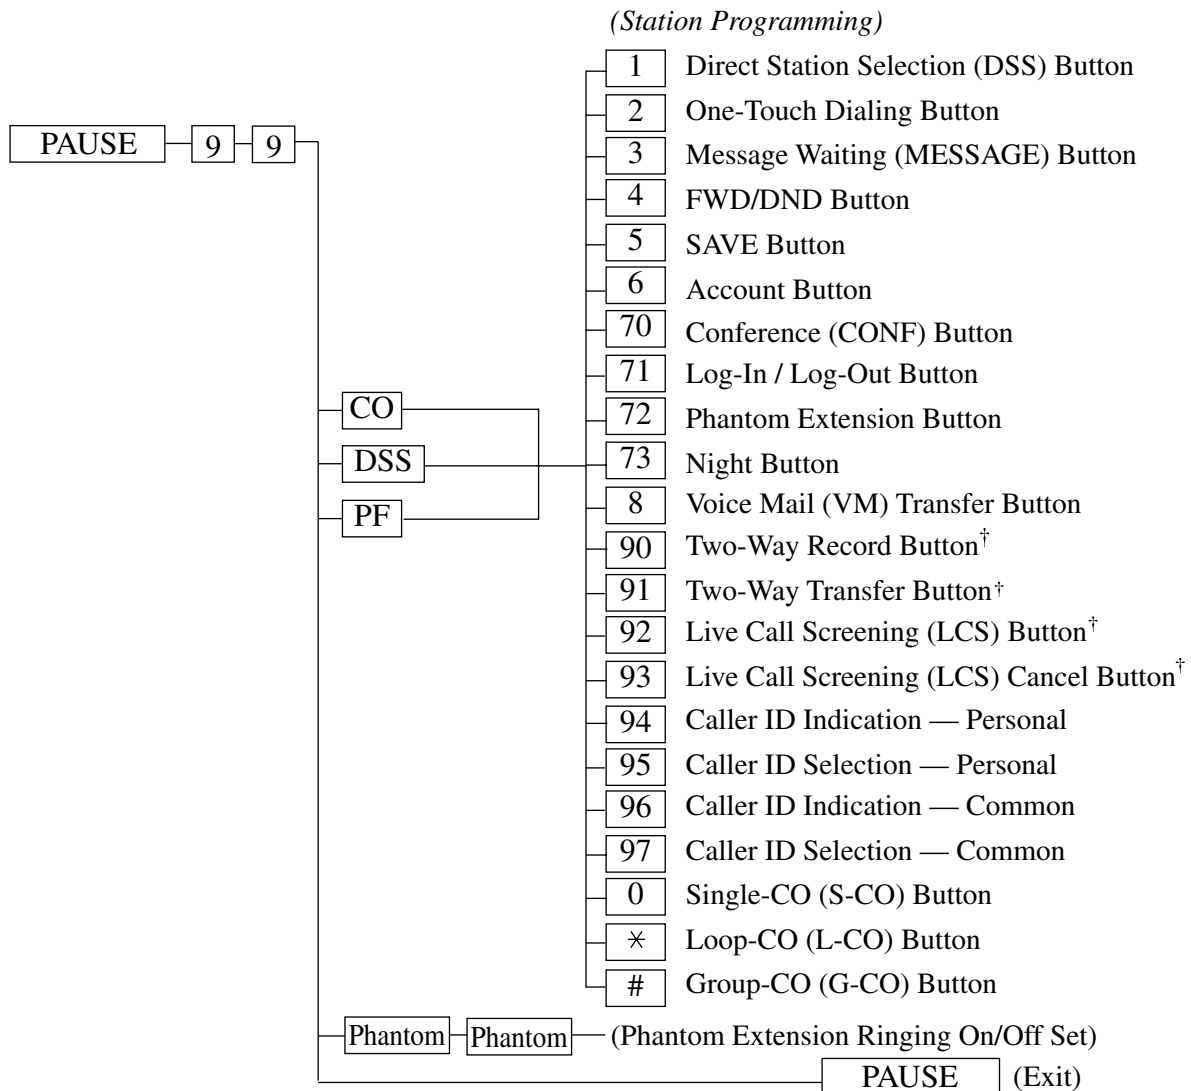 (Station Programming)
1 Direct Station Selection (DSS) Button
2 One-Touch Dialing Button
PAUSE 9 9
3 Message Waiting (MESSAGE) Button
4 FWD/DND Button
5 SAVE Button
6 Account Button
70 Conference (CONF) Button
71 Log-In / Log-Out Button
CO
72 Phantom Extension Button
DSS
73 Night Button
PF
8 Voice Mail (VM) Transfer Button
90 Two-Way Record Button†
91 Two-Way Transfer Button†
92 Live Call Screening (LCS) Button†
93 Live Call Screening (LCS) Cancel Button†
94 Caller ID Indication — Personal
95 Caller ID Selection — Personal
96 Caller ID Indication — Common
97 Caller ID Selection — Common
0 Single-CO (S-CO) Button
* Loop-CO (L-CO) Button
# Group-CO (G-CO) Button
Phantom Phantom (Phantom Extension Ringing On/Off Set)
PAUSE (Exit)